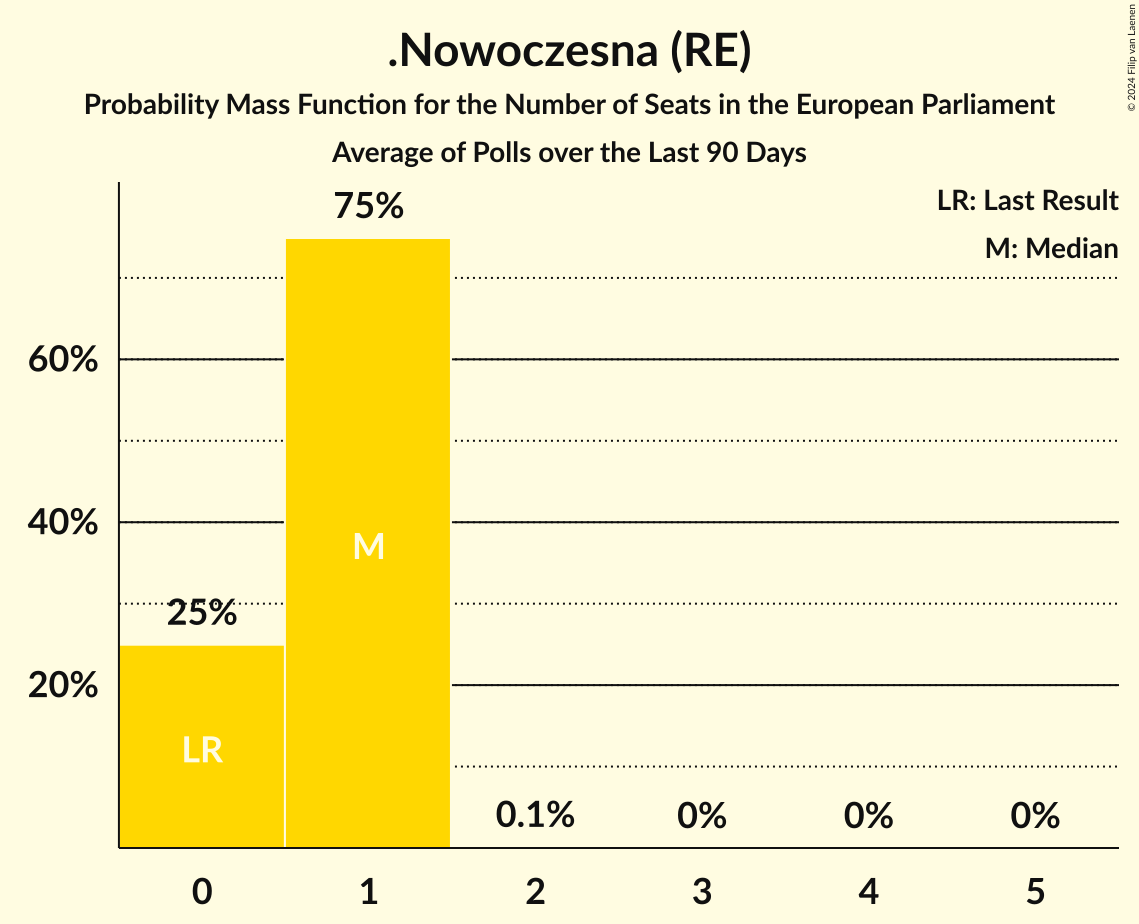 .Nowoczesna (RE)
Probability Mass Function for the Number of Seats in the European Parliament
Average of Polls over the Last 90 Days
© 2024 Filip van Laenen
LR: Last Result
M: Median
75%
60%
40%
M
25%
20%
LR
0.1%
0%
0%
0%
0
1
2
3
4
5